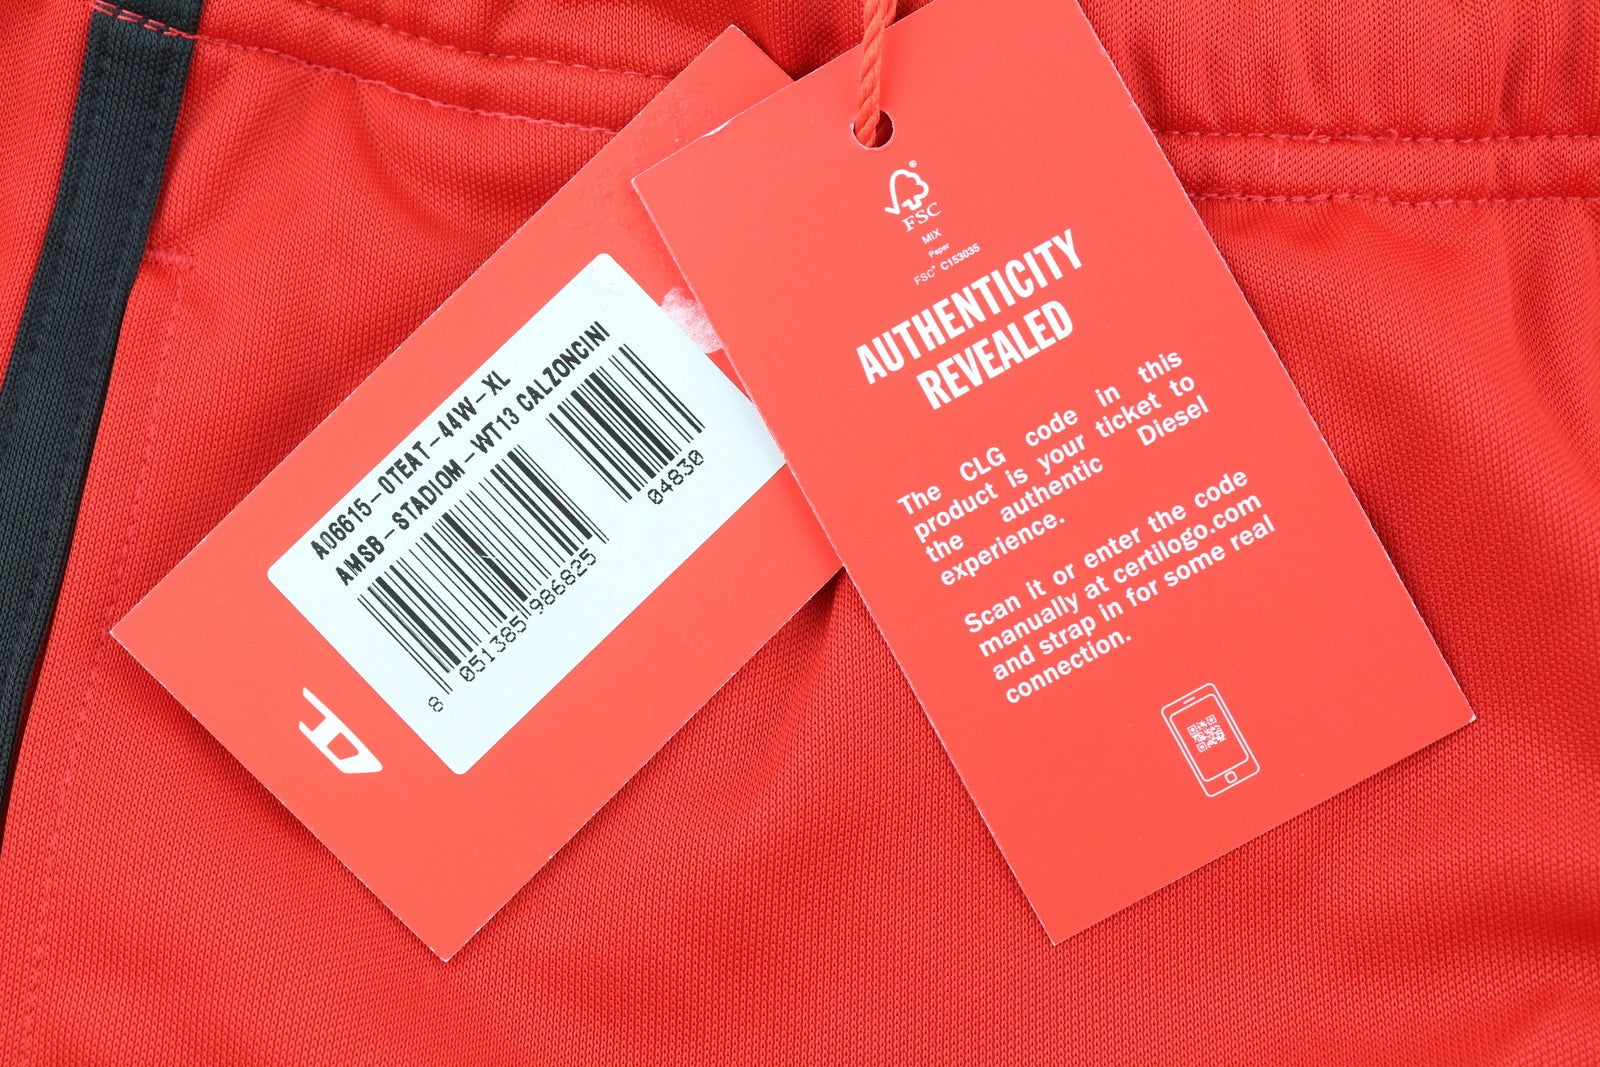 A06615-0TEAT-44W-XL
AMSB-STADIOM-WT13 CALZONCINI
8 051385 986825
04830
FSC
MIX
Paper
FSC® C153035
AUTHENTICITY
REVEALED
The CLG code in this
product is your ticket to
the authentic Diesel
experience.
Scan it or enter the code
manually at certilogo.com
and strap in for some real
connection.